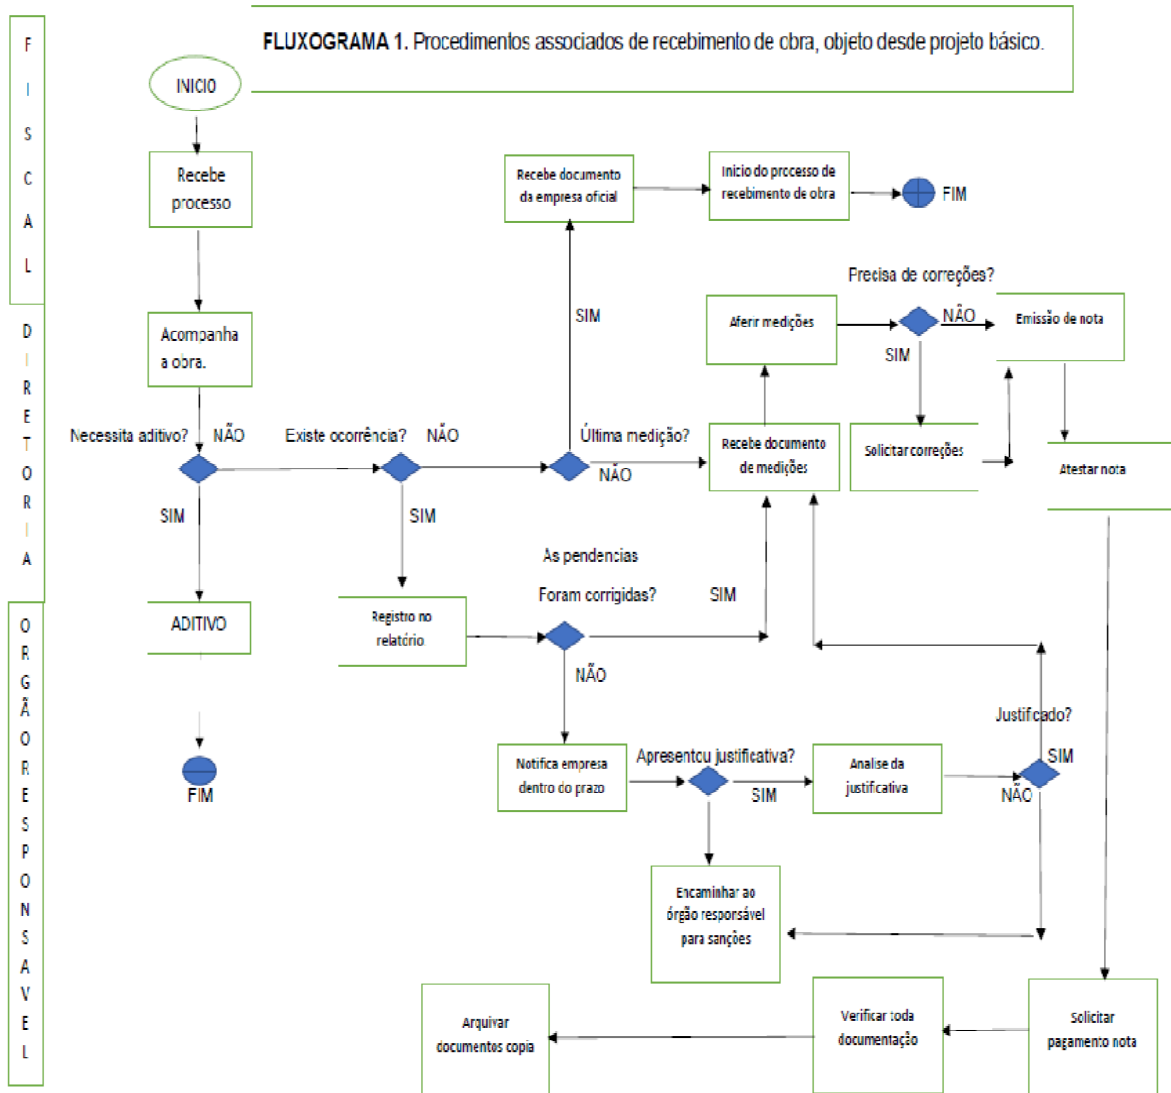 FLUXOGRAMA 1. Procedimentos associados de recebimento de obra, objeto desde projeto básico.
F
I
S
C
A
L
D
I
R
E
T
O
R
I
A
O
R
G
Ã
O
R
E
S
P
O
N
S
A
V
E
L
INICIO
Recebe
processo
Recebe documento
da empresa oficial
Início do processo de
recebimento de obra
FIM
Acompanha
a obra.
SIM
Precisa de correções?
Aferir medições
NÃO
Emissão de nota
SIM
Necessita aditivo?
NÃO
Existe ocorrência?
NÃO
Última medição?
NÃO
Recebe documento
de medições
Solicitar correções
Atestar nota
SIM
SIM
As pendencias
Foram corrigidas?
SIM
ADITIVO
Registro no
relatório
NÃO
FIM
Notifica empresa
dentro do prazo
Apresentou justificativa?
SIM
Analise da
justificativa
Justificado?
SIM
NÃO
Encaminhar ao
órgão responsável
para sanções
Arquivar
documentos copia
Verificar toda
documentação
Solicitar
pagamento nota